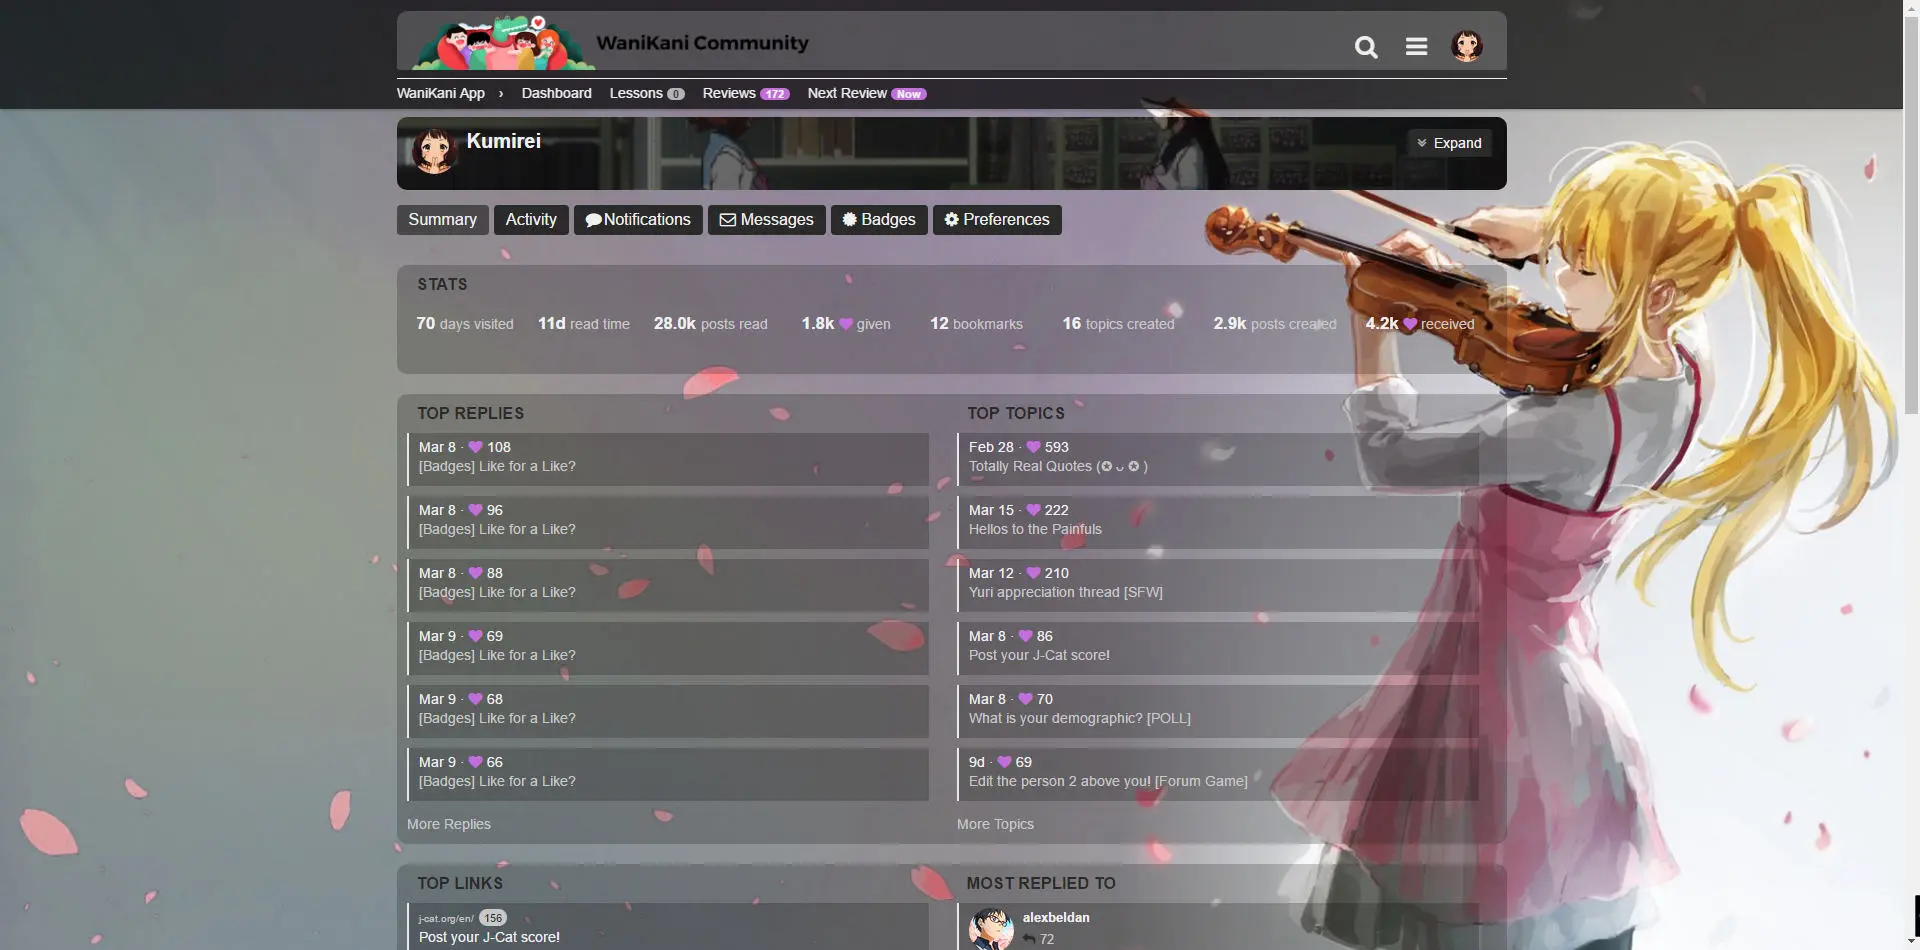 WaniKani Community
WaniKani App › Dashboard Lessons 0 Reviews 172 Next Review Now
Kumirei
Expand
Summary Activity Notifications Messages Badges Preferences
STATS
70 days visited 11d read time 28.0k posts read 1.8k given 12 bookmarks 16 topics created 2.9k posts created 4.2k received
TOP REPLIES
Mar 8 · 108
[Badges] Like for a Like?
Mar 8 · 96
[Badges] Like for a Like?
Mar 8 · 88
[Badges] Like for a Like?
Mar 9 · 69
[Badges] Like for a Like?
Mar 9 · 68
[Badges] Like for a Like?
Mar 9 · 66
[Badges] Like for a Like?
More Replies
TOP TOPICS
Feb 28 · 593
Totally Real Quotes (✪ ᴗ ✪ )
Mar 15 · 222
Hellos to the Painfuls
Mar 12 · 210
Yuri appreciation thread [SFW]
Mar 8 · 86
Post your J-Cat score!
Mar 8 · 70
What is your demographic? [POLL]
9d · 69
Edit the person 2 above you! [Forum Game]
More Topics
TOP LINKS
j-cat.org/en/ 156
Post your J-Cat score!
MOST REPLIED TO
alexbeldan
72